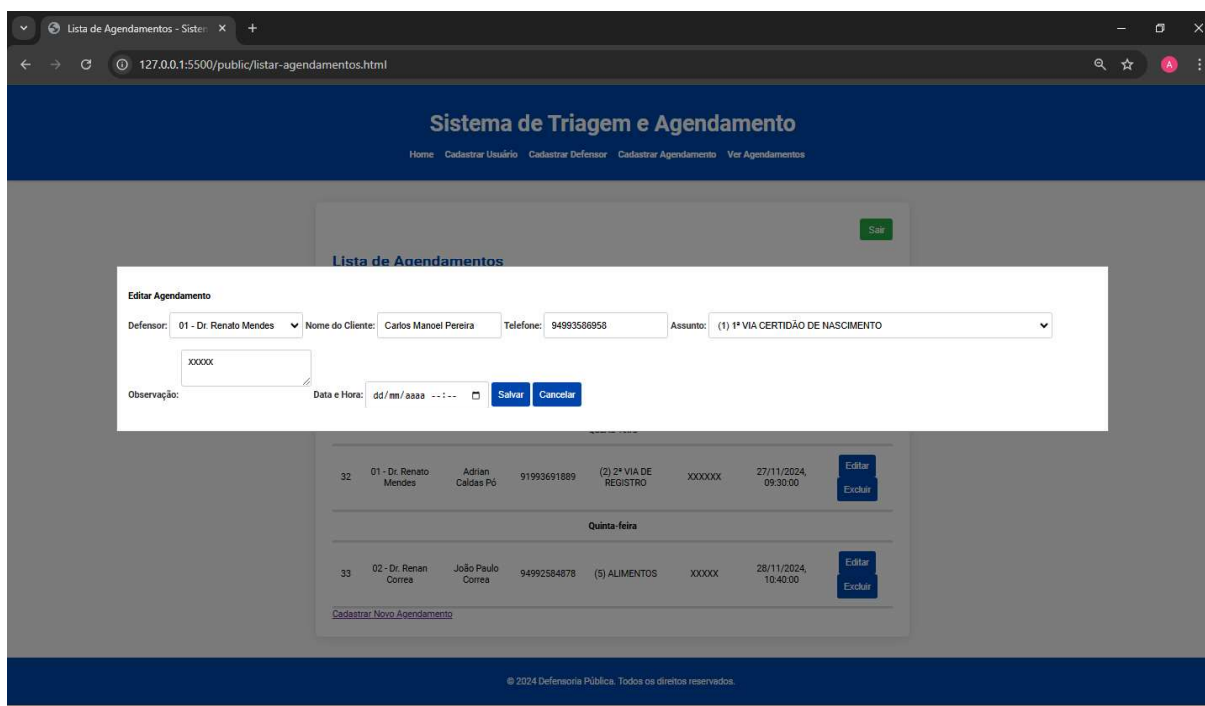 Lista de Agendamentos - Sisten
127.0.0.1:5500/public/listar-agendamentos.html
A
Sistema de Triagem e Agendamento
Home Cadastrar Usuário Cadastrar Defensor Cadastrar Agendamento Ver Agendamentos
Sair
Lista de Agendamentos
Editar Agendamento
Defensor: 01 - Dr. Renato Mendes Nome do Cliente: Carlos Manoel Pereira Telefone: 94993586958 Assunto: (1) 1ª VIA CERTIDÃO DE NASCIMENTO
XXXXX
Observação: Data e Hora: dd/mm/aaaa --:-- Salvar Cancelar
32 01 - Dr. Renato Mendes Adrian Caldas Pó 91993691889 (2) 2ª VIA DE REGISTRO XXXXXX 27/11/2024, 09:30:00 Editar Excluir
Quinta-feira
33 02 - Dr. Renan Correa João Paulo Correa 94992584878 (5) ALIMENTOS XXXXX 28/11/2024, 10:40:00 Editar Excluir
Cadastrar Novo Agendamento
© 2024 Defensoria Pública. Todos os direitos reservados.